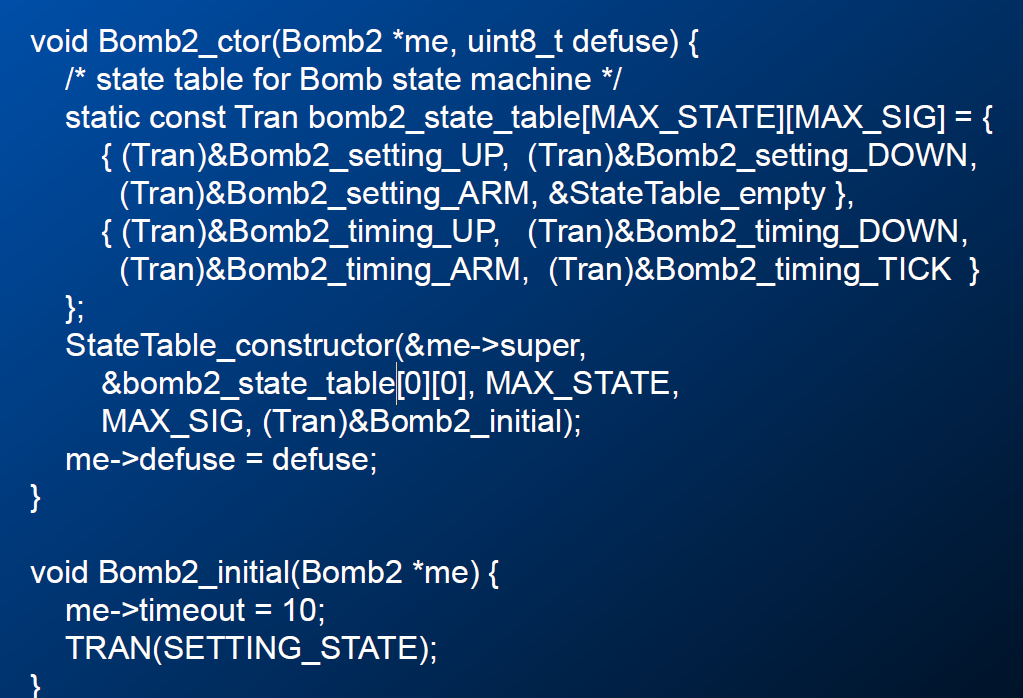 void Bomb2_ctor(Bomb2 *me, uint8_t defuse) {
/* state table for Bomb state machine */
static const Tran bomb2_state_table[MAX_STATE][MAX_SIG] = {
{ (Tran)&Bomb2_setting_UP, (Tran)&Bomb2_setting_DOWN,
(Tran)&Bomb2_setting_ARM, &StateTable_empty },
{ (Tran)&Bomb2_timing_UP, (Tran)&Bomb2_timing_DOWN,
(Tran)&Bomb2_timing_ARM, (Tran)&Bomb2_timing_TICK }
};
StateTable_constructor(&me->super,
&bomb2_state_table[0][0], MAX_STATE,
MAX_SIG, (Tran)&Bomb2_initial);
me->defuse = defuse;
}
void Bomb2_initial(Bomb2 *me) {
me->timeout = 10;
TRAN(SETTING_STATE);
}